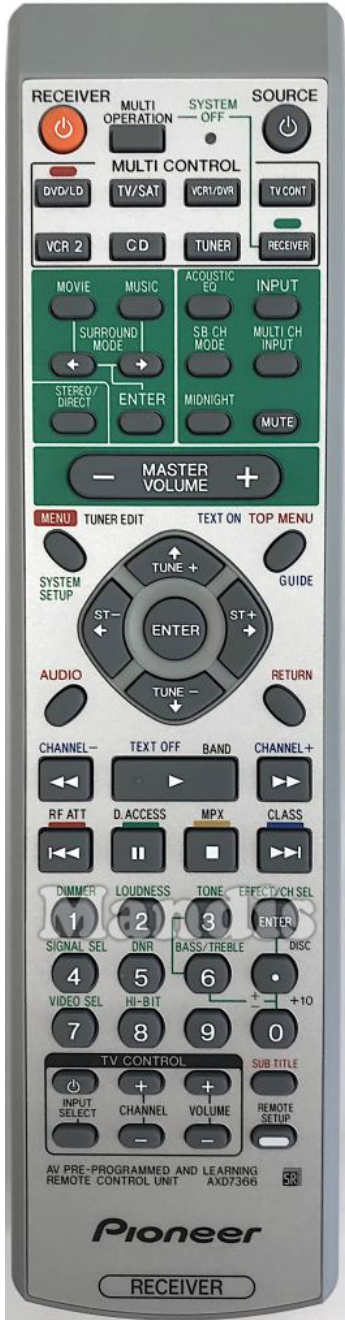 RECEIVER MULTI OPERATION SYSTEM OFF SOURCE
MULTI CONTROL
DVD/LD TV/SAT VCR1/DVR TV CONT
VCR 2 CD TUNER RECEIVER
MOVIE MUSIC ACOUSTIC EQ INPUT
SURROUND MODE SB CH MODE MULTI CH INPUT
STEREO/DIRECT ENTER MIDNIGHT MUTE
− MASTER VOLUME +
MENU TUNER EDIT TEXT ON TOP MENU
SYSTEM SETUP GUIDE
TUNE +
ST− ENTER ST+
TUNE −
AUDIO RETURN
CHANNEL− TEXT OFF BAND CHANNEL+
RF ATT D.ACCESS MPX CLASS
DIMMER LOUDNESS TONE EFFECT/CH SEL
1 2 3 ENTER
Mandis
SIGNAL SEL DNR BASS/TREBLE DISC
4 5 6 •
VIDEO SEL HI-BIT + − +10
7 8 9 0
TV CONTROL SUB TITLE
+ +
INPUT SELECT CHANNEL VOLUME REMOTE SETUP
− −
AV PRE-PROGRAMMED AND LEARNING
REMOTE CONTROL UNIT AXD7366 SR
Pioneer
RECEIVER